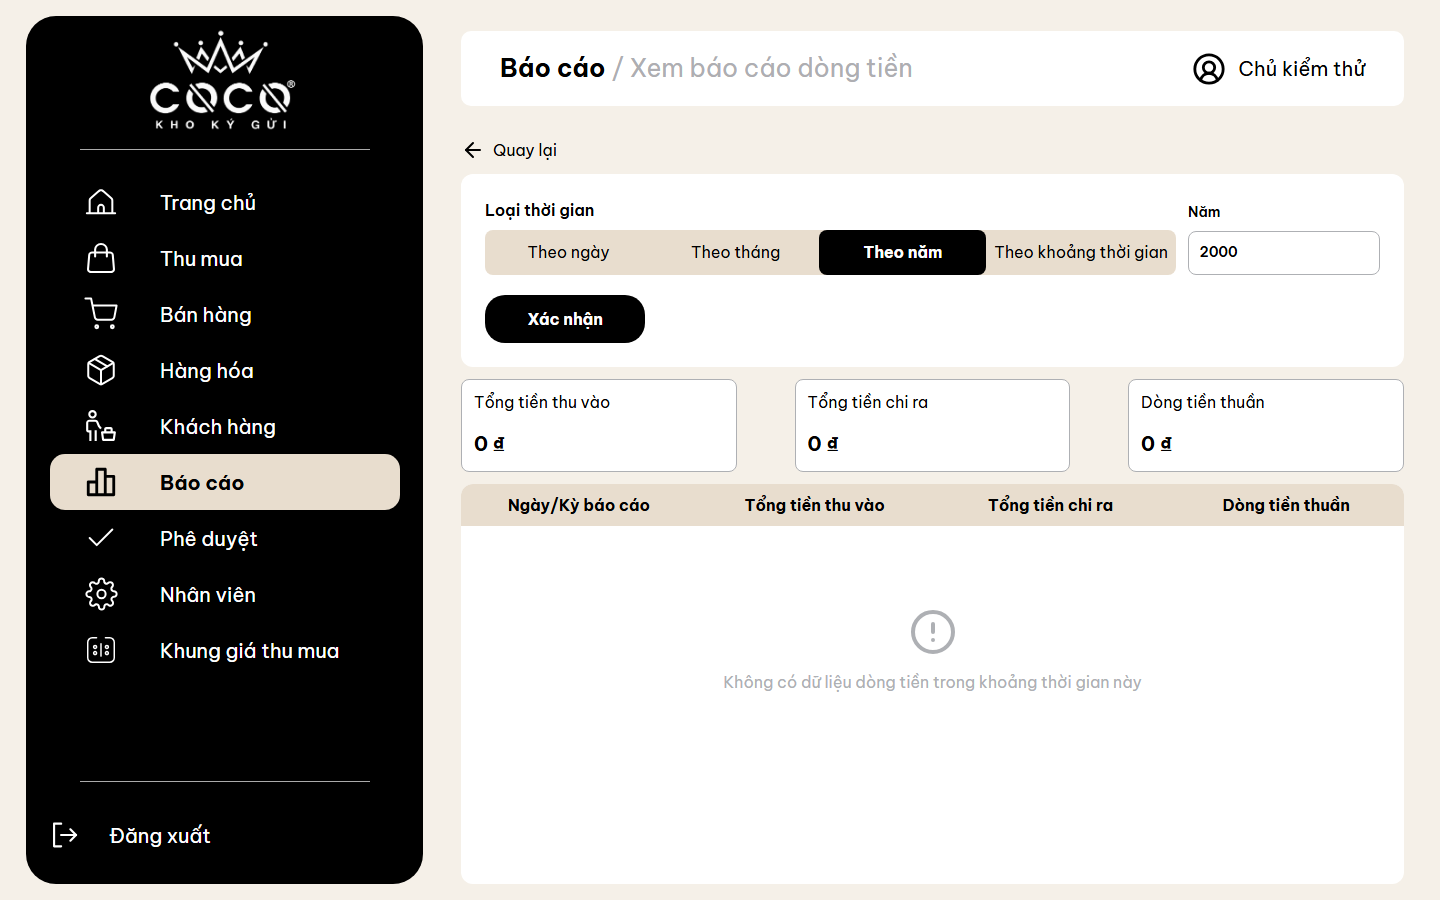 COCO®
KHO KÝ GỬI
Trang chủ
Thu mua
Bán hàng
Hàng hóa
Khách hàng
Báo cáo
Phê duyệt
Nhân viên
Khung giá thu mua
Đăng xuất
Báo cáo / Xem báo cáo dòng tiền
Chủ kiểm thử
Quay lại
Loại thời gian
Năm
Theo ngày Theo tháng Theo năm Theo khoảng thời gian
2000
Xác nhận
Tổng tiền thu vào
0 ₫
Tổng tiền chi ra
0 ₫
Dòng tiền thuần
0 ₫
Ngày/Kỳ báo cáo Tổng tiền thu vào Tổng tiền chi ra Dòng tiền thuần
Không có dữ liệu dòng tiền trong khoảng thời gian này